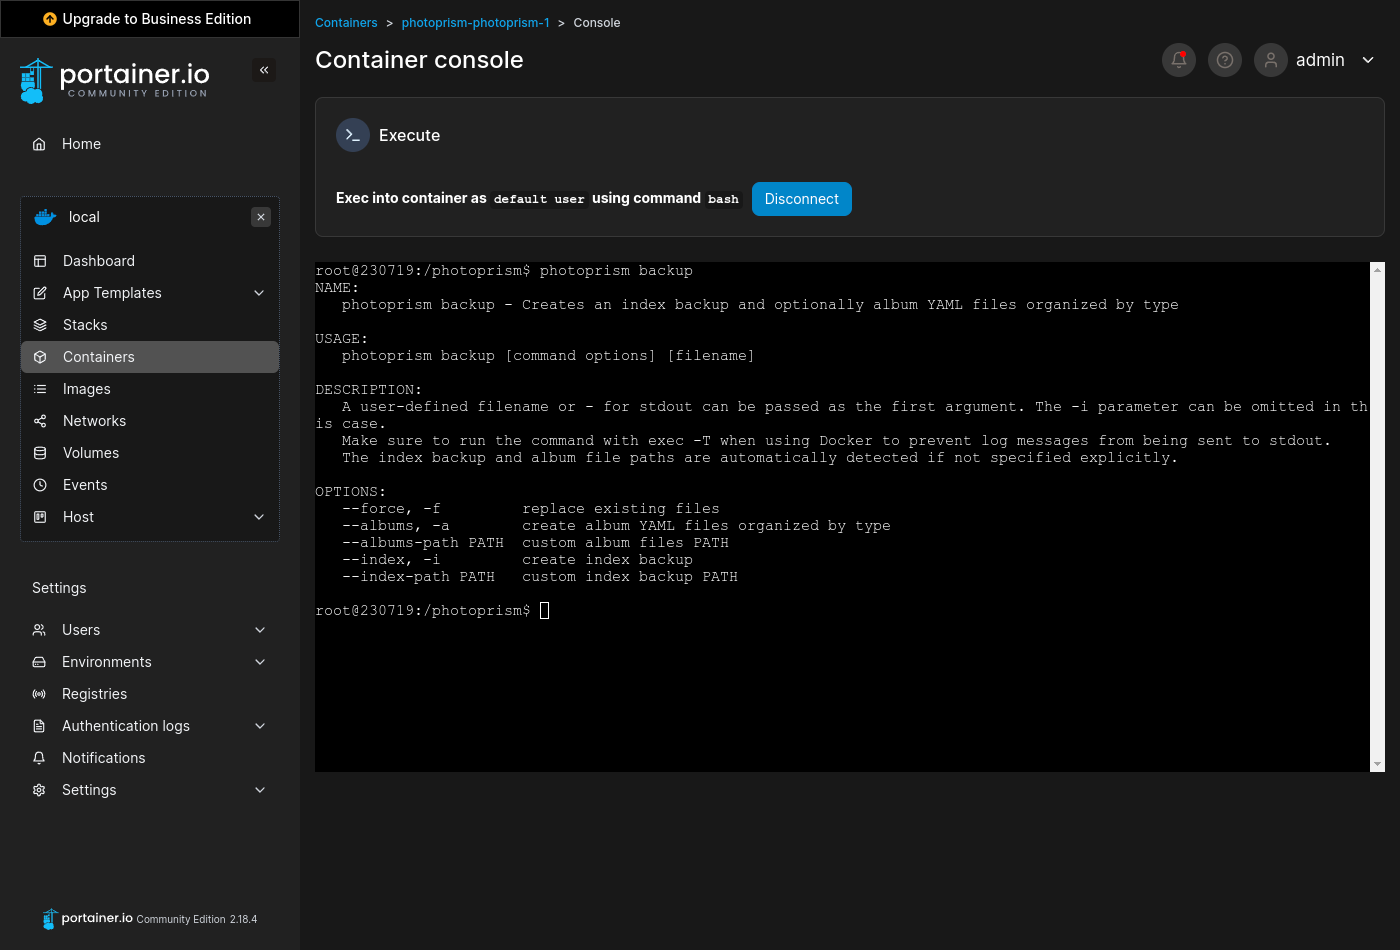 Upgrade to Business Edition
portainer.io
COMMUNITY EDITION
Home
local
Dashboard
App Templates
Stacks
Containers
Images
Networks
Volumes
Events
Host
Settings
Users
Environments
Registries
Authentication logs
Notifications
Settings
portainer.io Community Edition 2.18.4
Containers > photoprism-photoprism-1 > Console
Container console
admin
Execute
Exec into container as default user using command bash Disconnect
root@230719:/photoprism$ photoprism backup
NAME:
   photoprism backup - Creates an index backup and optionally album YAML files organized by type
USAGE:
   photoprism backup [command options] [filename]
DESCRIPTION:
   A user-defined filename or - for stdout can be passed as the first argument. The -i parameter can be omitted in th
is case.
   Make sure to run the command with exec -T when using Docker to prevent log messages from being sent to stdout.
   The index backup and album file paths are automatically detected if not specified explicitly.
OPTIONS:
   --force, -f         replace existing files
   --albums, -a        create album YAML files organized by type
   --albums-path PATH  custom album files PATH
   --index, -i         create index backup
   --index-path PATH   custom index backup PATH
root@230719:/photoprism$